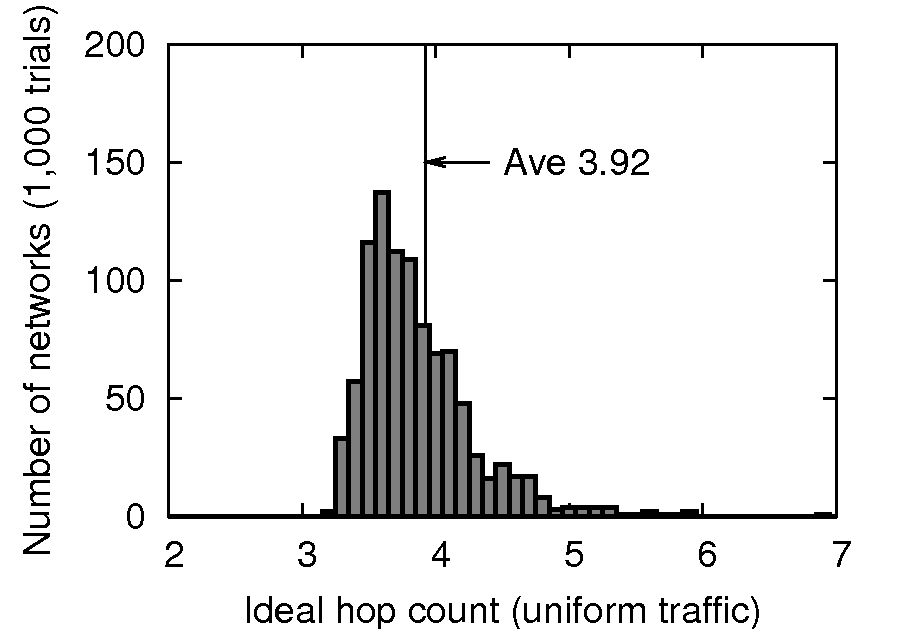 Number of networks (1,000 trials)
200
150
100
50
0
Ave 3.92
2 3 4 5 6 7
Ideal hop count (uniform traffic)